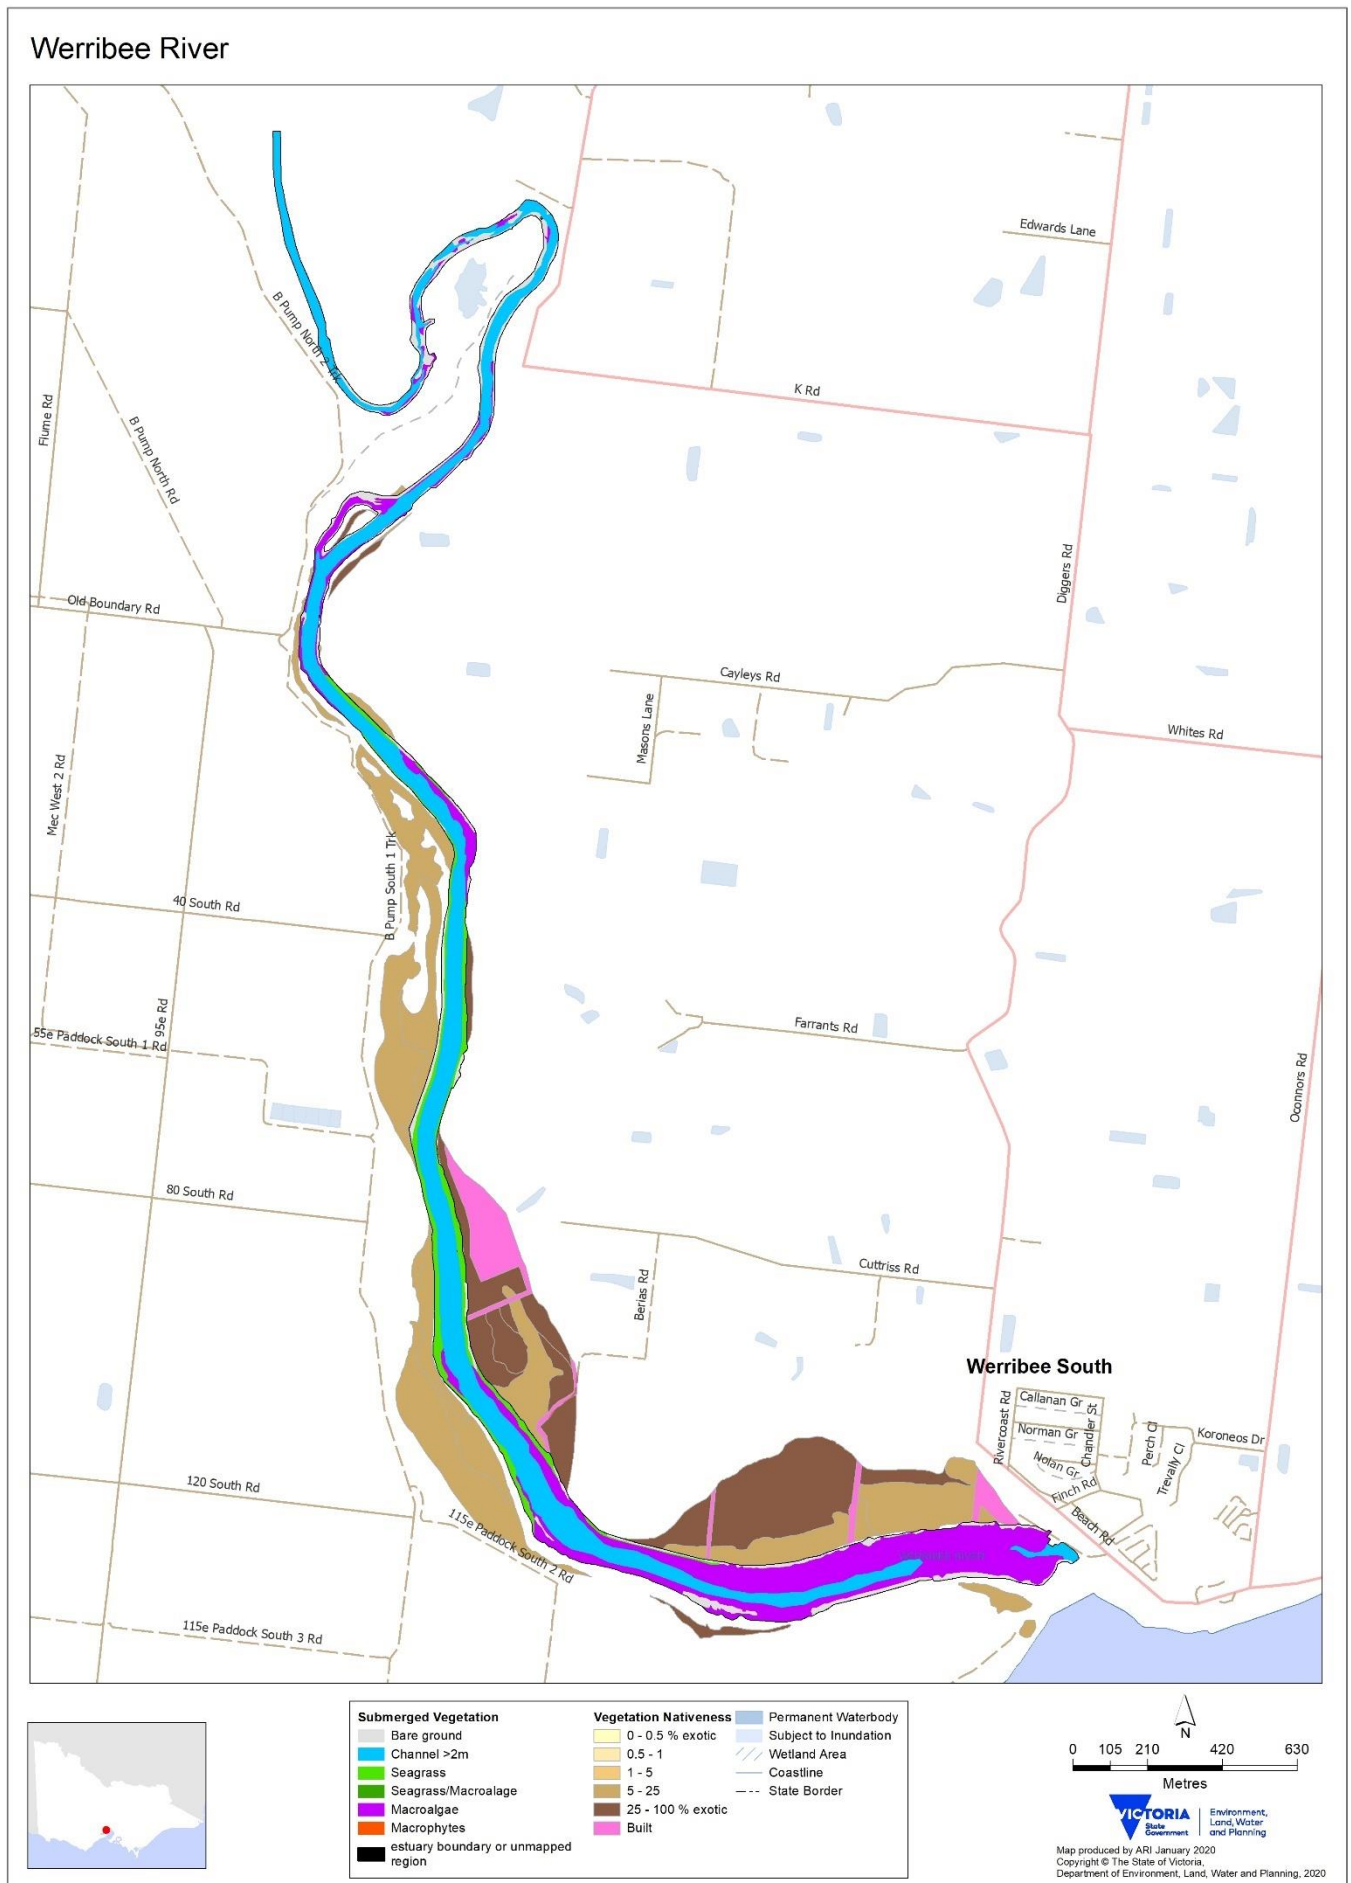 Werribee River
Edwards Lane
B Pump North 2 Trk
K Rd
Flume Rd
B Pump North Rd
Diggers Rd
Old Boundary Rd
Cayleys Rd
Masons Lane
Whites Rd
Mec West 2 Rd
B Pump South 1 Trk
40 South Rd
95e Rd
Farrants Rd
55e Paddock South 1 Rd
Oconnors Rd
80 South Rd
Cuttriss Rd
Berias Rd
Werribee South
Callanan Gr
Rivercoast Rd
Chandler St
Norman Gr
Perch Cl
Koroneos Dr
Nolan Gr
Trevally Cl
Finch Rd
120 South Rd
Beach Rd
115e Paddock South 2 Rd
115e Paddock South 3 Rd
Submerged Vegetation
Bare ground
Channel >2m
Seagrass
Seagrass/Macroalage
Macroalgae
Macrophytes
estuary boundary or unmapped
region
Vegetation Nativeness
0 - 0.5 % exotic
0.5 - 1
1 - 5
5 - 25
25 - 100 % exotic
Built
Permanent Waterbody
Subject to Inundation
Wetland Area
Coastline
State Border
N
0 105 210 420 630
Metres
VICTORIA
State
Government
Environment,
Land, Water
and Planning
Map produced by ARI January 2020
Copyright © The State of Victoria,
Department of Environment, Land, Water and Planning, 2020